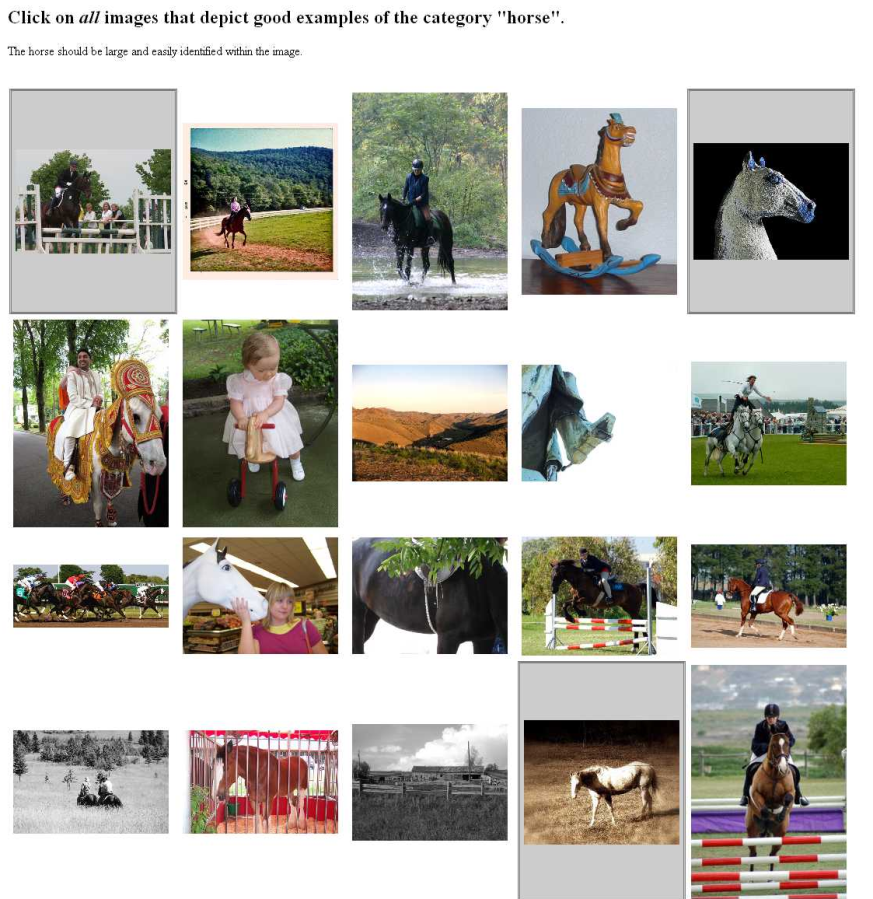 Click on all images that depict good examples of the category "horse".
The horse should be large and easily identified within the image.